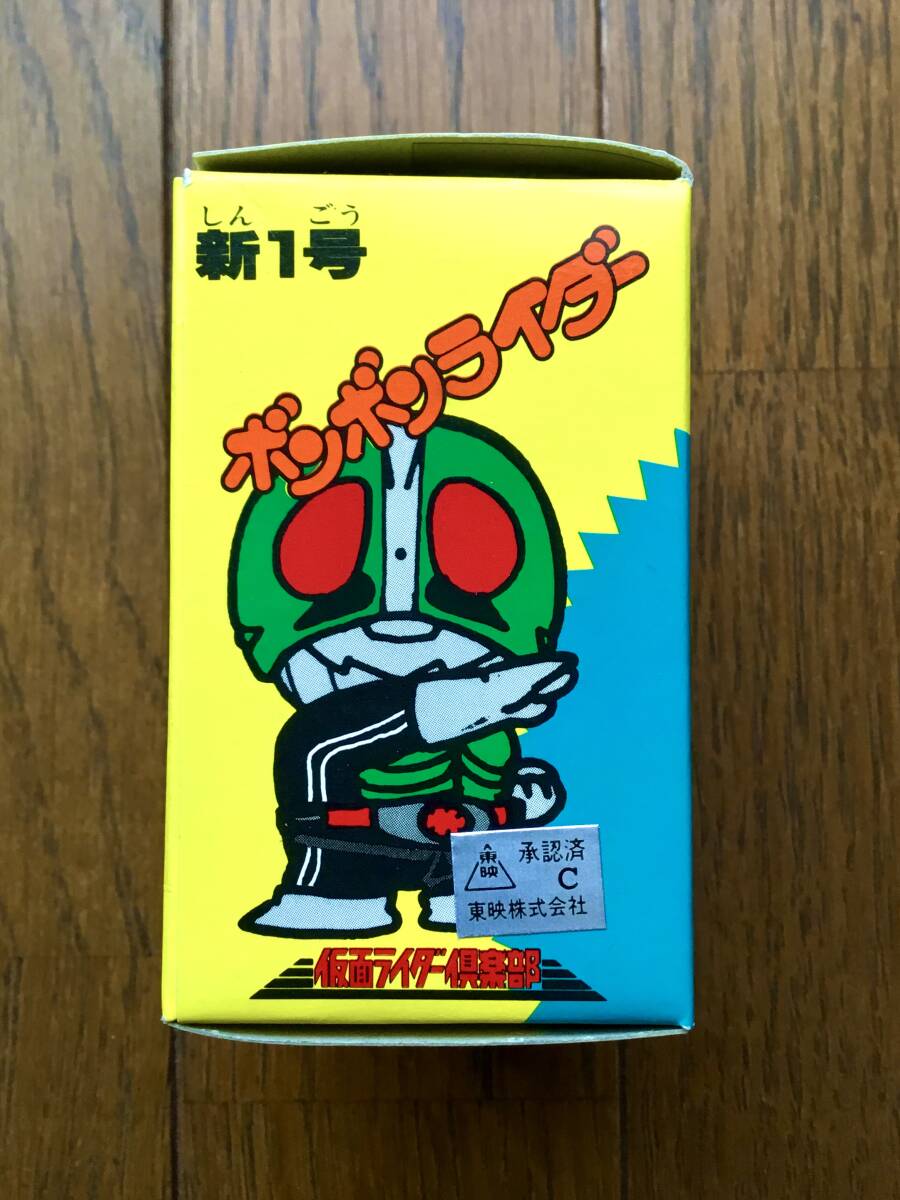 しん ごう
新1号
ボンボンライダー
東映 承認済
C
東映株式会社
仮面ライダー倶楽部